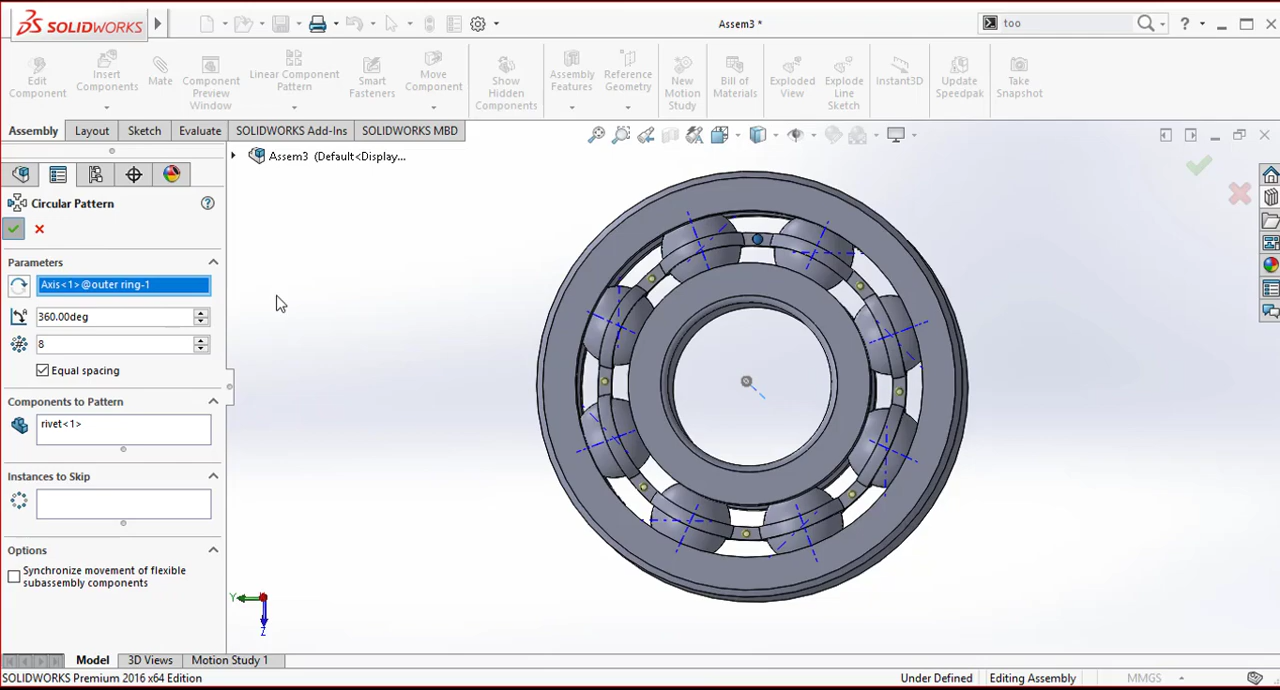 SOLIDWORKS
Assem3 *
too
?
Edit Component
Insert Components
Mate
Component Preview Window
Linear Component Pattern
Smart Fasteners
Move Component
Show Hidden Components
Assembly Features
Reference Geometry
New Motion Study
Bill of Materials
Exploded View
Explode Line Sketch
Instant3D
Update Speedpak
Take Snapshot
Assembly
Layout
Sketch
Evaluate
SOLIDWORKS Add-Ins
SOLIDWORKS MBD
Assem3 (Default<Display...
Circular Pattern
?
Parameters
Axis<1>@outer ring-1
360.00deg
8
Equal spacing
Components to Pattern
rivet<1>
Instances to Skip
Options
Synchronize movement of flexible
subassembly components
Y
Z
Model
3D Views
Motion Study 1
SOLIDWORKS Premium 2016 x64 Edition
Under Defined
Editing Assembly
MMGS